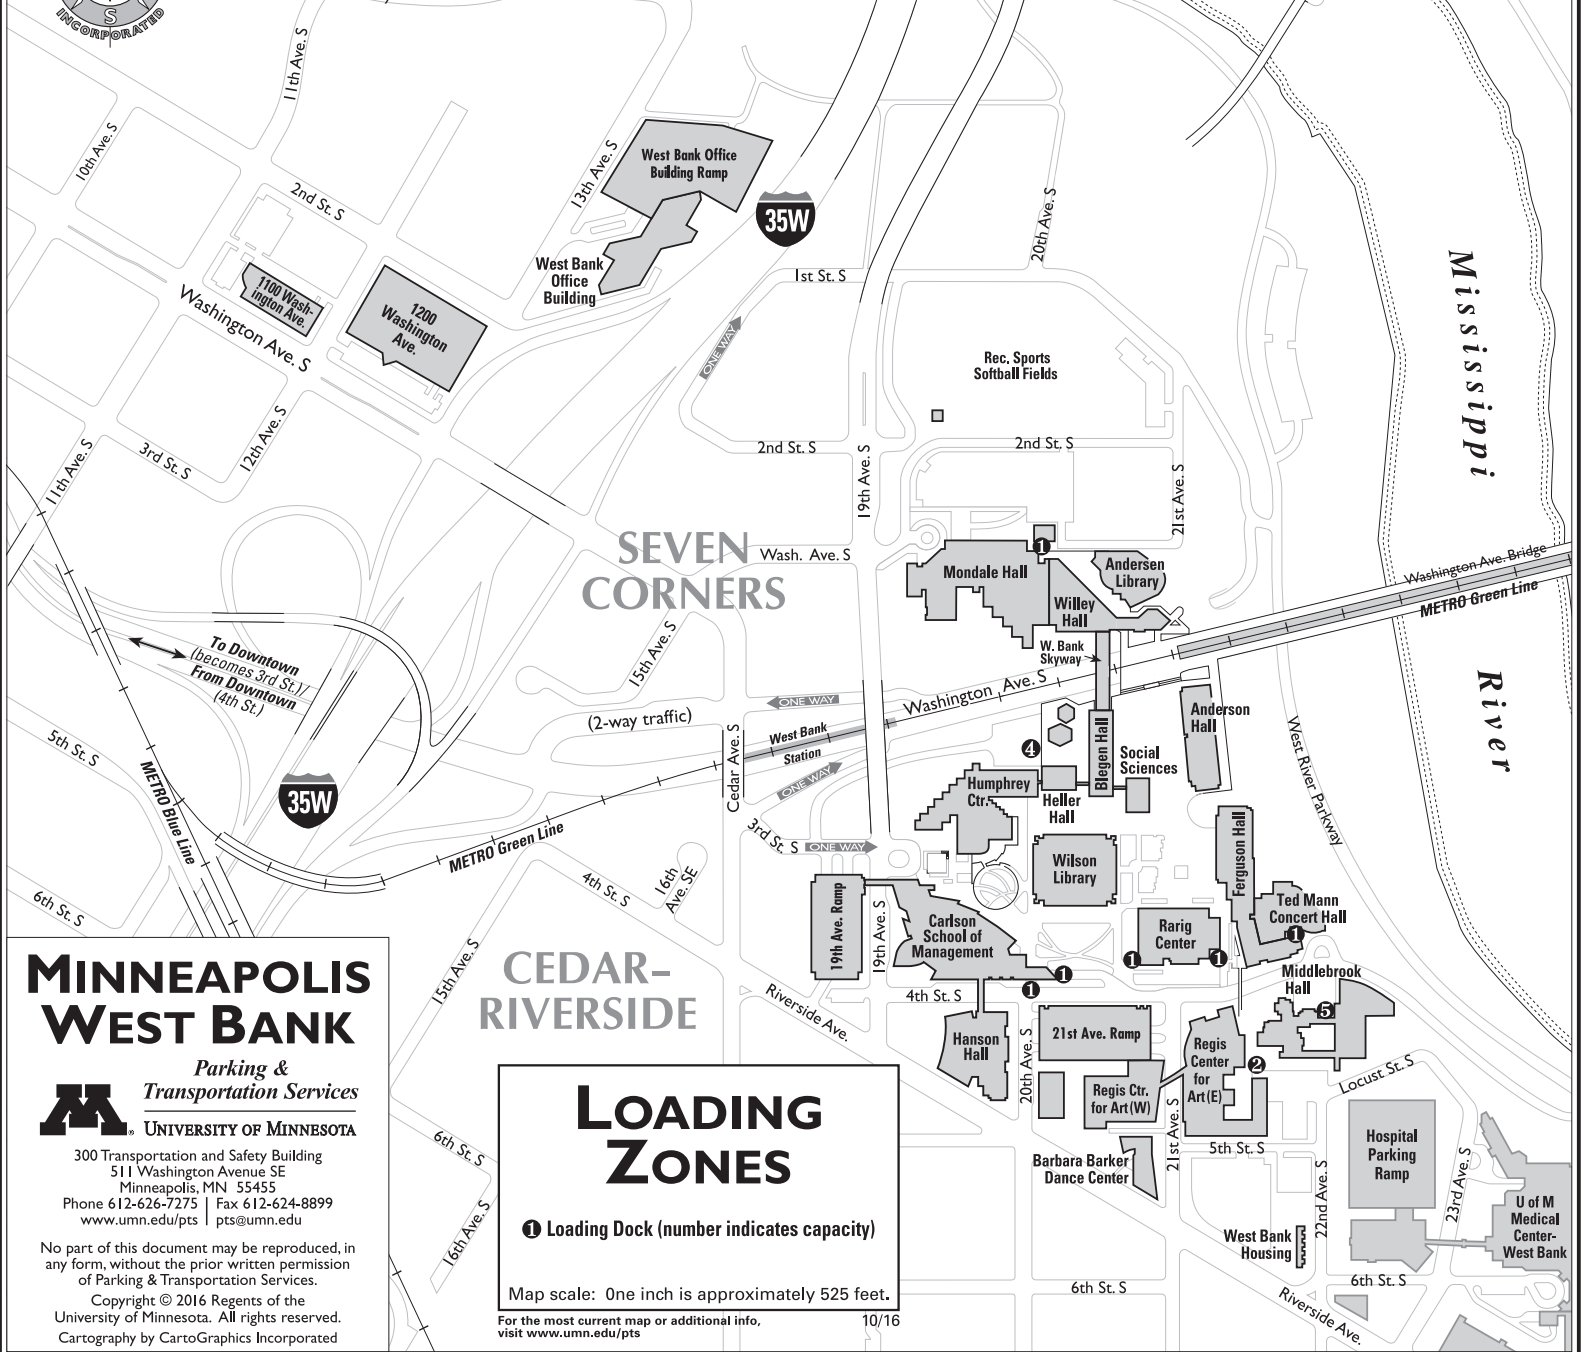 S
INCORPORATED
11th Ave. S
10th Ave. S
2nd St. S
13th Ave. S
West Bank Office
Building Ramp
35W
20th Ave. S
West Bank
Office
Building
1st St. S
1100 Wash-
ington Ave.
Washington Ave. S
1200
Washington
Ave.
ONE WAY
Rec. Sports
Softball Fields
Mississippi
River
12th Ave. S
3rd St. S
11th Ave. S
2nd St. S
2nd St. S
19th Ave. S
21st Ave. S
SEVEN
CORNERS
Wash. Ave. S
1
Mondale Hall
Andersen
Library
Willey
Hall
Washington Ave. Bridge
METRO Green Line
W. Bank
Skyway
To Downtown
(becomes 3rd St.)/
From Downtown
(4th St.)
15th Ave. S
ONE WAY
Washington Ave. S
(2-way traffic)
Cedar Ave. S
West Bank
Station
ONE WAY
4
Blegen Hall
Social
Sciences
Anderson
Hall
West River Parkway
5th St. S
METRO Blue Line
35W
Humphrey
Ctr.
Heller
Hall
3rd St. S
ONE WAY
METRO Green Line
4th St. S
16th
Ave. SE
Wilson
Library
Ferguson Hall
Ted Mann
Concert Hall
1
6th St. S
19th Ave. Ramp
19th Ave. S
Carlson
School of
Management
Rarig
Center
1
1
1
1
Middlebrook
Hall
5
15th Ave. S
CEDAR–
RIVERSIDE
Riverside Ave.
4th St. S
Hanson
Hall
20th Ave. S
21st Ave. Ramp
Regis
Center
for
Art (E)
2
Regis Ctr.
for Art (W)
Locust St. S
21st Ave. S
5th St. S
Barbara Barker
Dance Center
Hospital
Parking
Ramp
22nd Ave. S
23rd Ave. S
U of M
Medical
Center-
West Bank
West Bank
Housing
6th St. S
6th St. S
Riverside Ave.
6th St. S
16th Ave. S
MINNEAPOLIS
WEST BANK
Parking &
Transportation Services
M®
UNIVERSITY OF MINNESOTA
300 Transportation and Safety Building
511 Washington Avenue SE
Minneapolis, MN 55455
Phone 612-626-7275 | Fax 612-624-8899
www.umn.edu/pts | pts@umn.edu
No part of this document may be reproduced, in
any form, without the prior written permission
of Parking & Transportation Services.
Copyright © 2016 Regents of the
University of Minnesota. All rights reserved.
Cartography by CartoGraphics Incorporated
LOADING
ZONES
1 Loading Dock (number indicates capacity)
Map scale: One inch is approximately 525 feet.
For the most current map or additional info,
visit www.umn.edu/pts
10/16